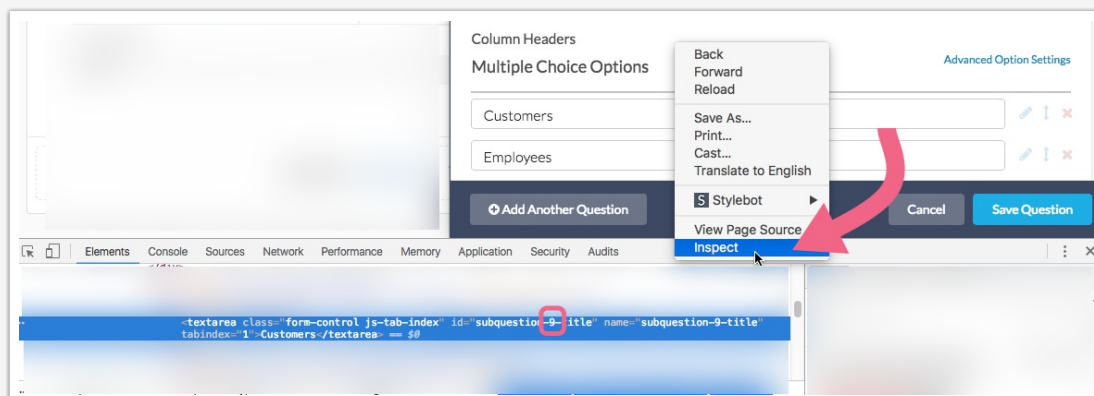 Column Headers
Multiple Choice Options
Advanced Option Settings
Customers
Employees
Back
Forward
Reload
Save As...
Print...
Cast...
Translate to English
S Stylebot
View Page Source
Inspect
Add Another Question
Cancel
Save Question
Elements Console Sources Network Performance Memory Application Security Audits
<textarea class="form-control js-tab-index" id="subquestion-9-title" name="subquestion-9-title"
tabindex="1">Customers</textarea> == $0